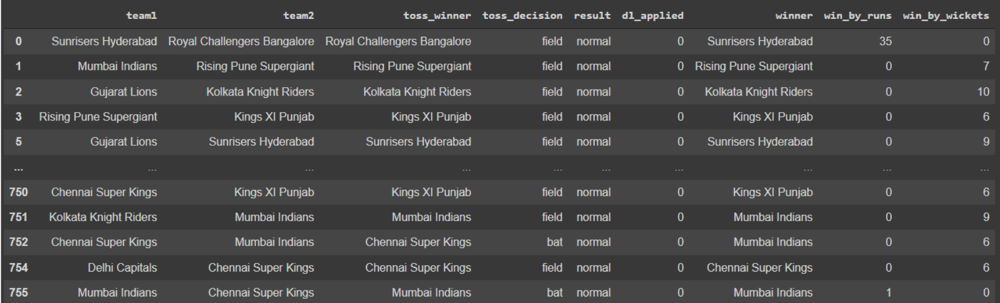 team1 team2 toss_winner toss_decision result dl_applied winner win_by_runs win_by_wickets
0 Sunrisers Hyderabad Royal Challengers Bangalore Royal Challengers Bangalore field normal 0 Sunrisers Hyderabad 35 0
1 Mumbai Indians Rising Pune Supergiant Rising Pune Supergiant field normal 0 Rising Pune Supergiant 0 7
2 Gujarat Lions Kolkata Knight Riders Kolkata Knight Riders field normal 0 Kolkata Knight Riders 0 10
3 Rising Pune Supergiant Kings XI Punjab Kings XI Punjab field normal 0 Kings XI Punjab 0 6
5 Gujarat Lions Sunrisers Hyderabad Sunrisers Hyderabad field normal 0 Sunrisers Hyderabad 0 9
... ... ... ... ... ... ... ... ... ...
750 Chennai Super Kings Kings XI Punjab Kings XI Punjab field normal 0 Kings XI Punjab 0 6
751 Kolkata Knight Riders Mumbai Indians Mumbai Indians field normal 0 Mumbai Indians 0 9
752 Chennai Super Kings Mumbai Indians Chennai Super Kings bat normal 0 Mumbai Indians 0 6
754 Delhi Capitals Chennai Super Kings Chennai Super Kings field normal 0 Chennai Super Kings 0 6
755 Mumbai Indians Chennai Super Kings Mumbai Indians bat normal 0 Mumbai Indians 1 0